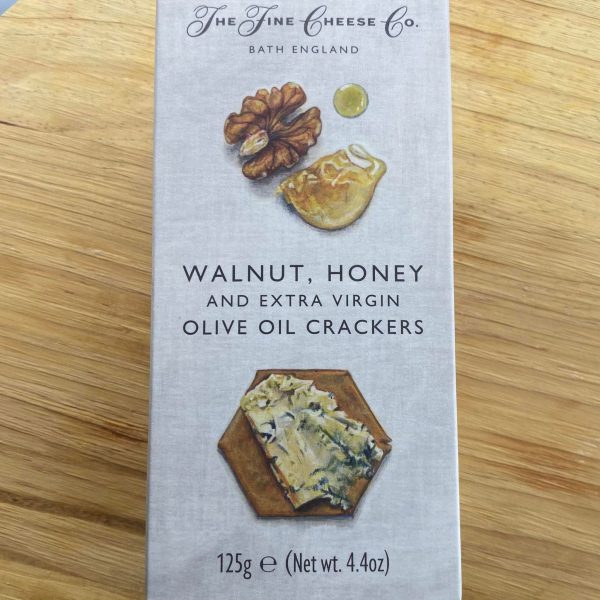 The Fine Cheese Co.
BATH ENGLAND
WALNUT, HONEY
AND EXTRA VIRGIN
OLIVE OIL CRACKERS
125g ℮ (Net wt. 4.4oz)